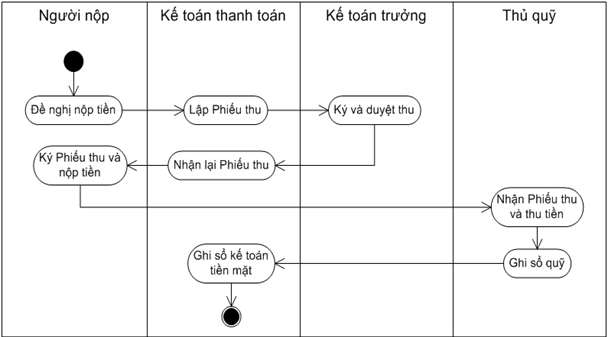 Người nộp
Kế toán thanh toán
Kế toán trưởng
Thủ quỹ
Đề nghị nộp tiền
Lập Phiếu thu
Ký và duyệt thu
Ký Phiếu thu và
nộp tiền
Nhận lại Phiếu thu
Nhận Phiếu thu
và thu tiền
Ghi sổ kế toán
tiền mặt
Ghi sổ quỹ